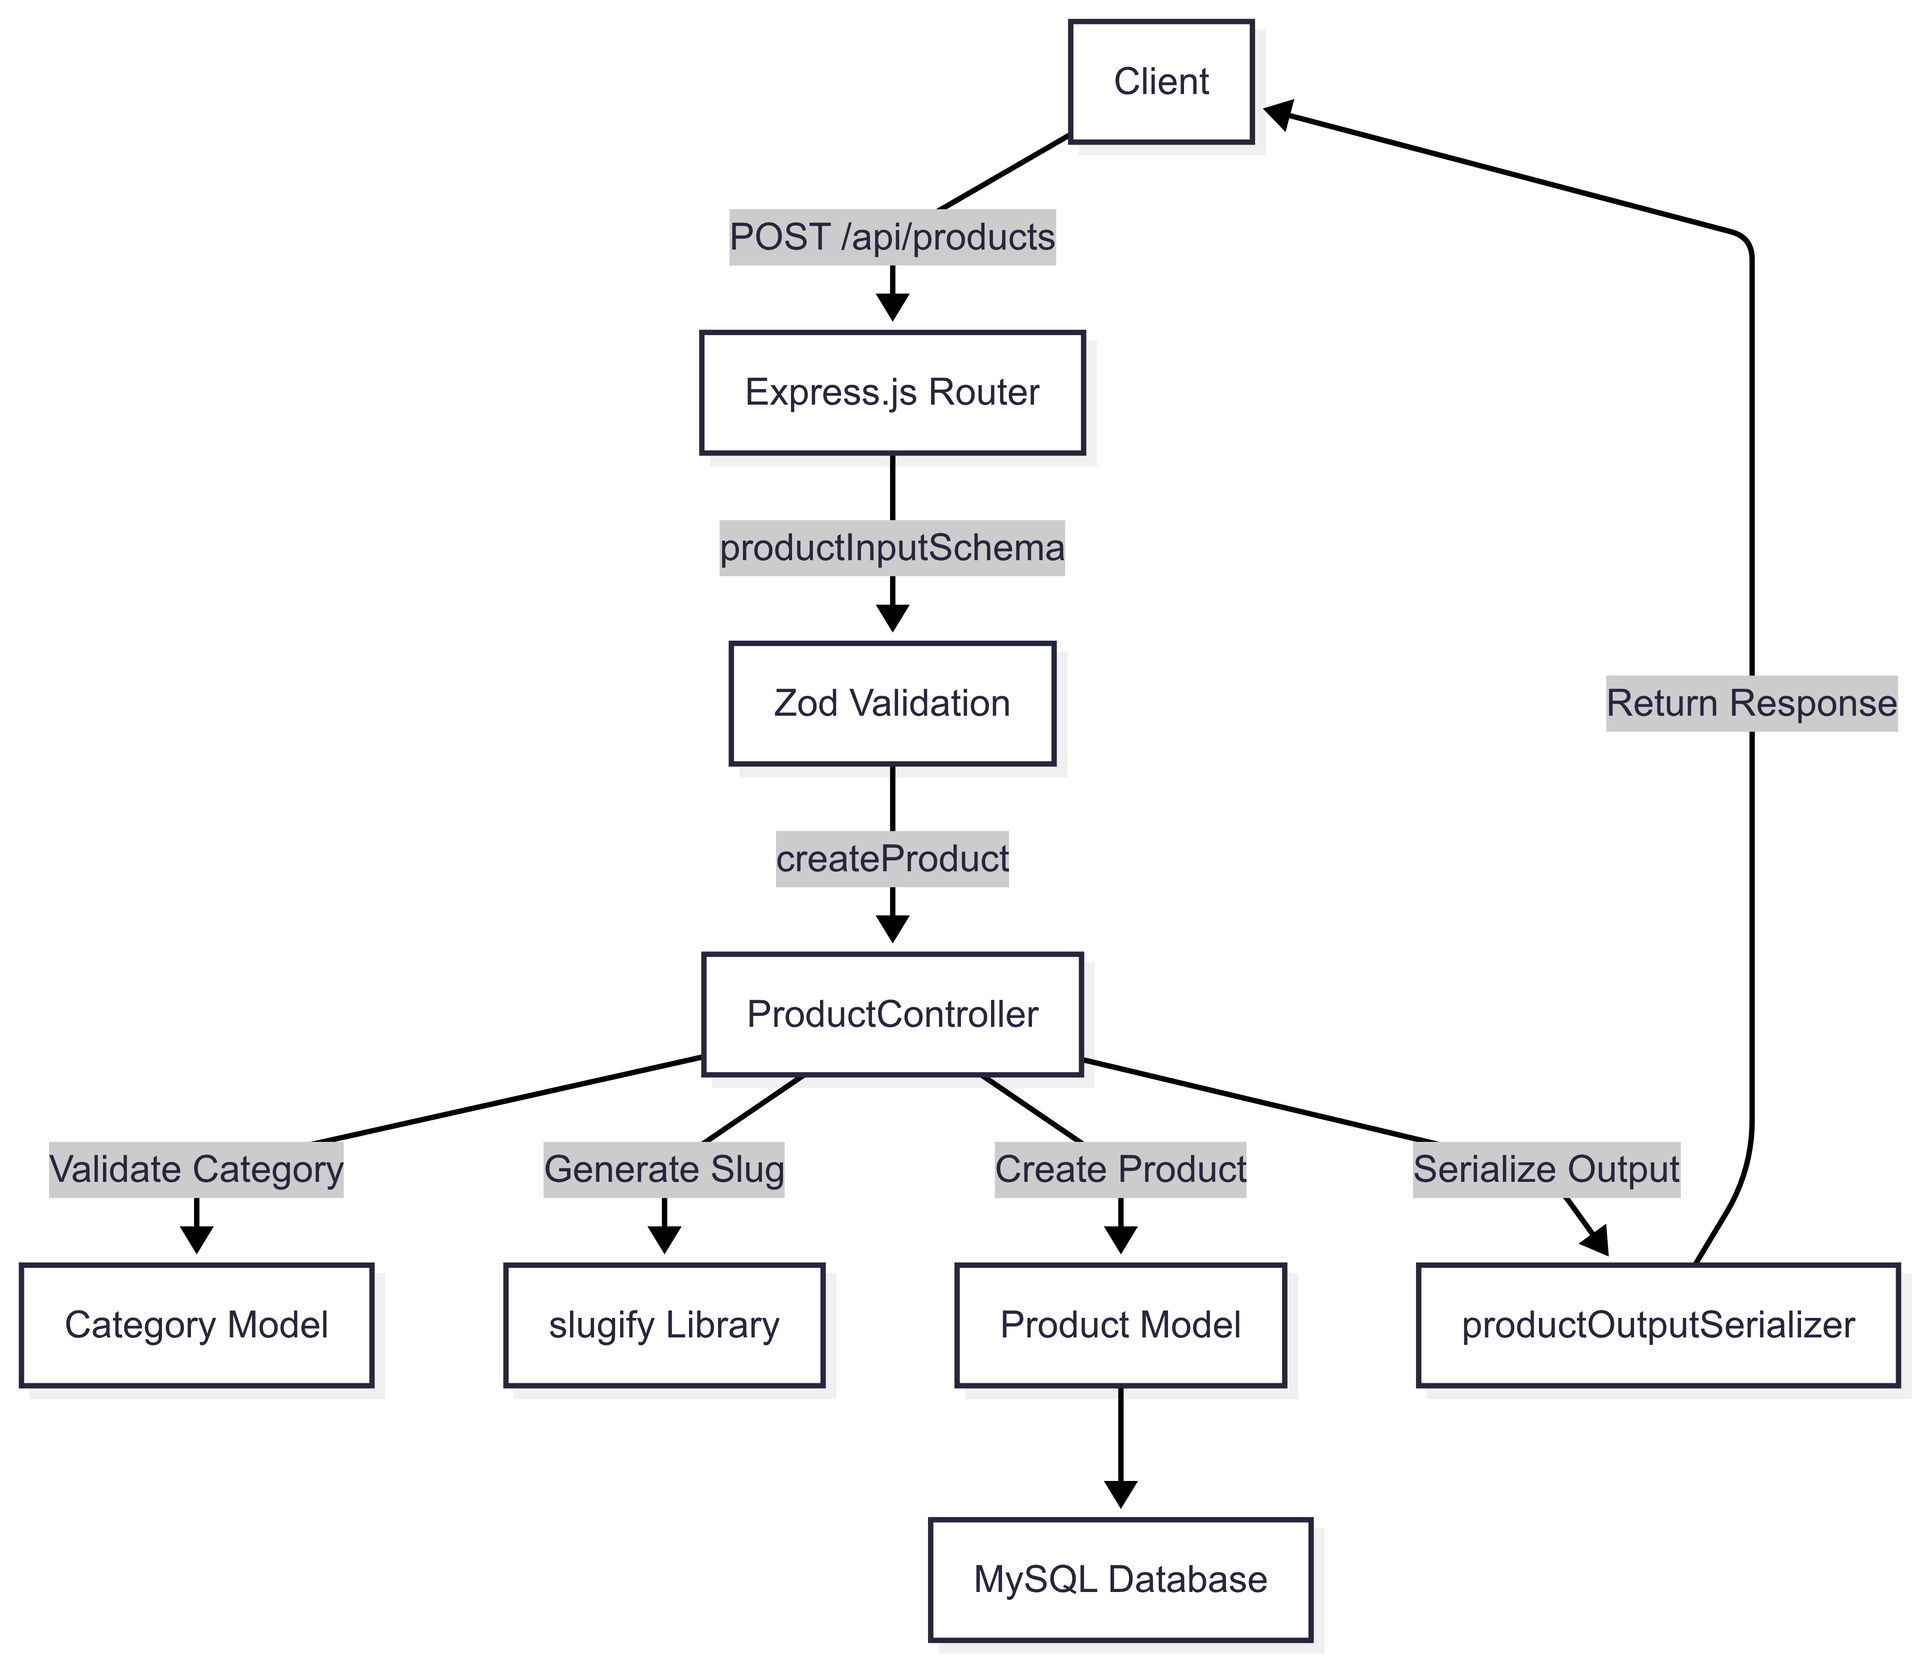 Client
POST /api/products
Express.js Router
productInputSchema
Zod Validation
Return Response
createProduct
ProductController
Validate Category
Generate Slug
Create Product
Serialize Output
Category Model
slugify Library
Product Model
productOutputSerializer
MySQL Database